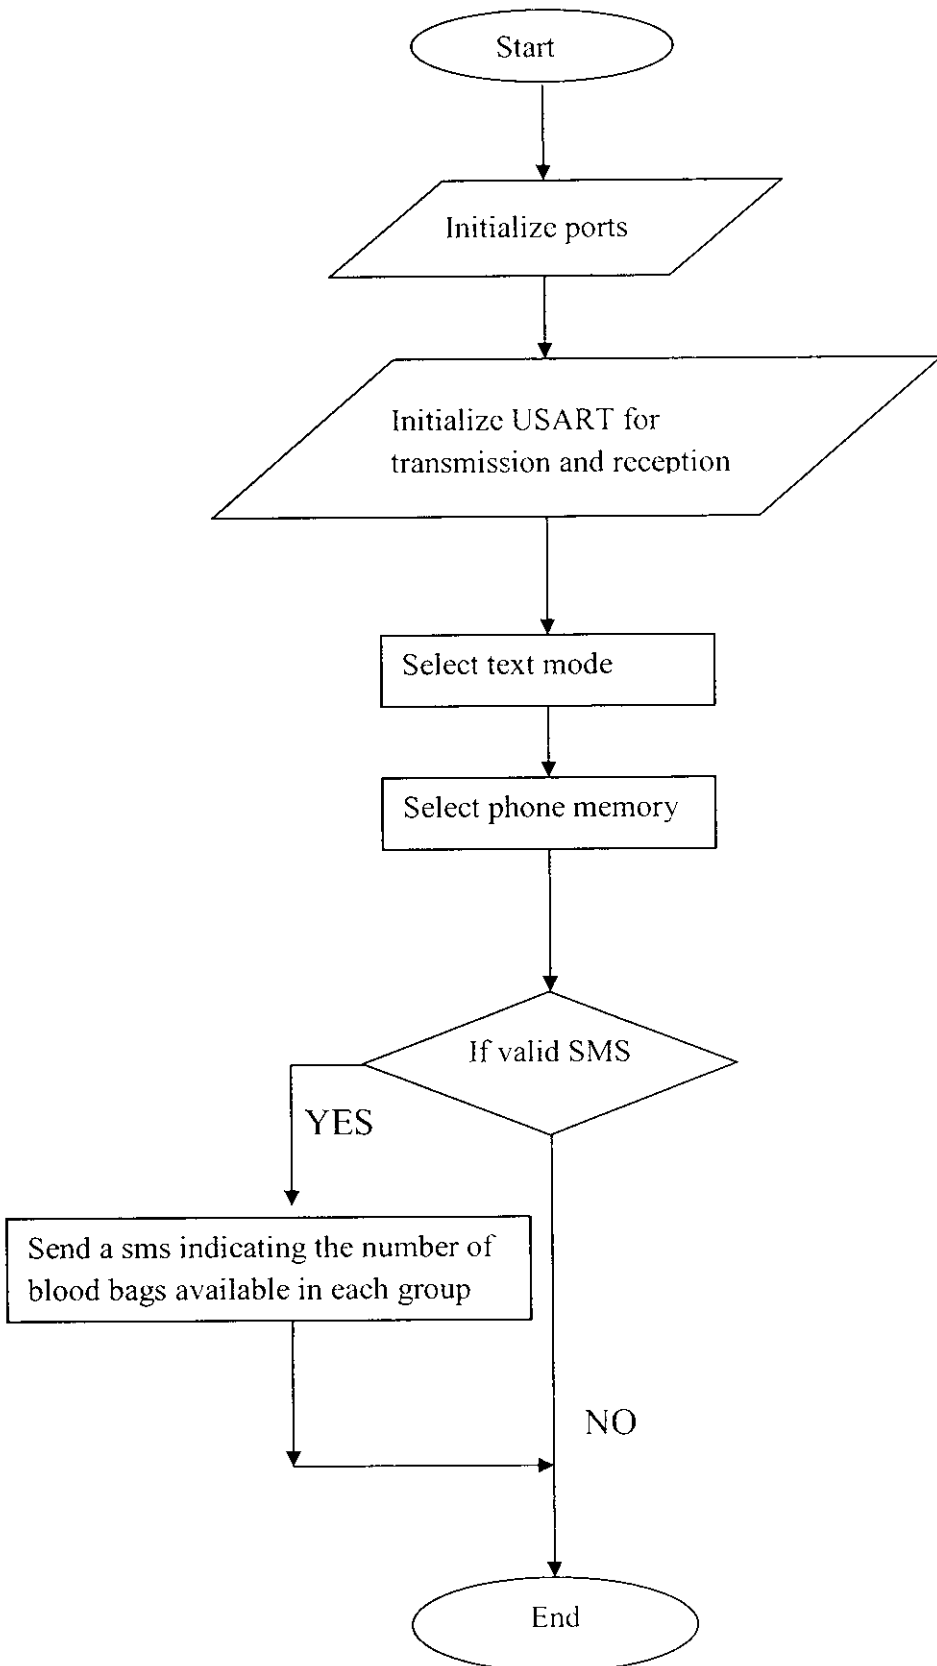 Start
Initialize ports
Initialize USART for
transmission and reception
Select text mode
Select phone memory
If valid SMS
YES
Send a sms indicating the number of
blood bags available in each group
NO
End